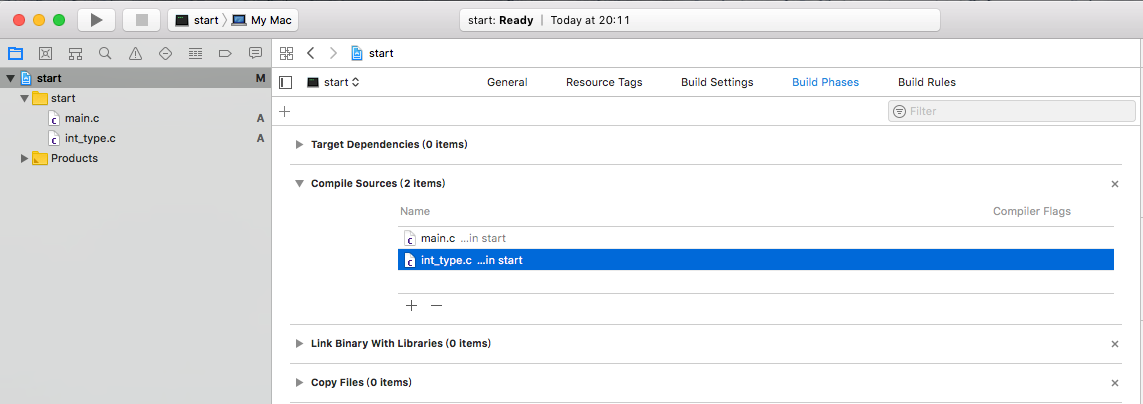 start My Mac start: Ready | Today at 20:11
start M
start
main.c A
int_type.c A
Products
start
start General Resource Tags Build Settings Build Phases Build Rules
Filter
Target Dependencies (0 items)
Compile Sources (2 items)
Name Compiler Flags
main.c ...in start
int_type.c ...in start
Link Binary With Libraries (0 items)
Copy Files (0 items)